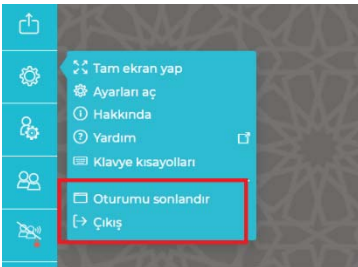 Tam ekran yap
Ayarları aç
Hakkında
Yardım
Klavye kısayolları
Oturumu sonlandır
Çıkış